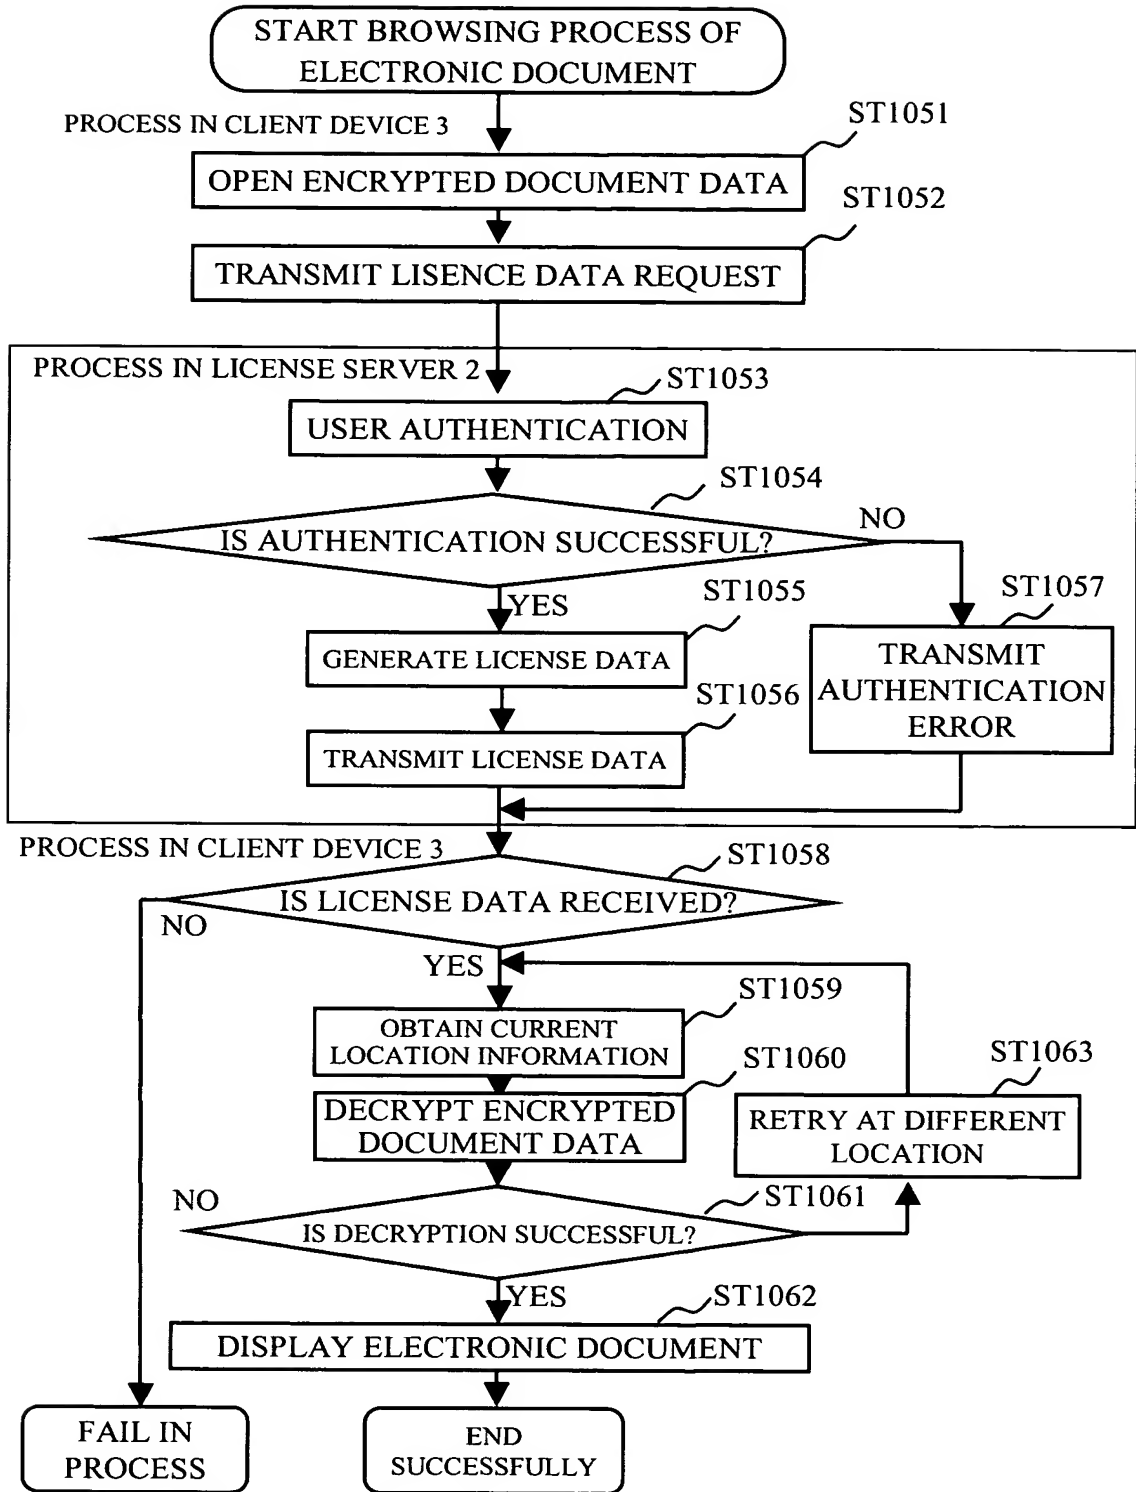 START BROWSING PROCESS OF
ELECTRONIC DOCUMENT
PROCESS IN CLIENT DEVICE 3
ST1051
OPEN ENCRYPTED DOCUMENT DATA
ST1052
TRANSMIT LISENCE DATA REQUEST
PROCESS IN LICENSE SERVER 2
ST1053
USER AUTHENTICATION
ST1054
IS AUTHENTICATION SUCCESSFUL?
NO
YES
ST1055
ST1057
GENERATE LICENSE DATA
TRANSMIT
AUTHENTICATION
ERROR
ST1056
TRANSMIT LICENSE DATA
PROCESS IN CLIENT DEVICE 3
ST1058
IS LICENSE DATA RECEIVED?
NO
YES
ST1059
OBTAIN CURRENT
LOCATION INFORMATION
ST1060
DECRYPT ENCRYPTED
DOCUMENT DATA
ST1063
RETRY AT DIFFERENT
LOCATION
ST1061
NO
IS DECRYPTION SUCCESSFUL?
YES
ST1062
DISPLAY ELECTRONIC DOCUMENT
FAIL IN
PROCESS
END
SUCCESSFULLY